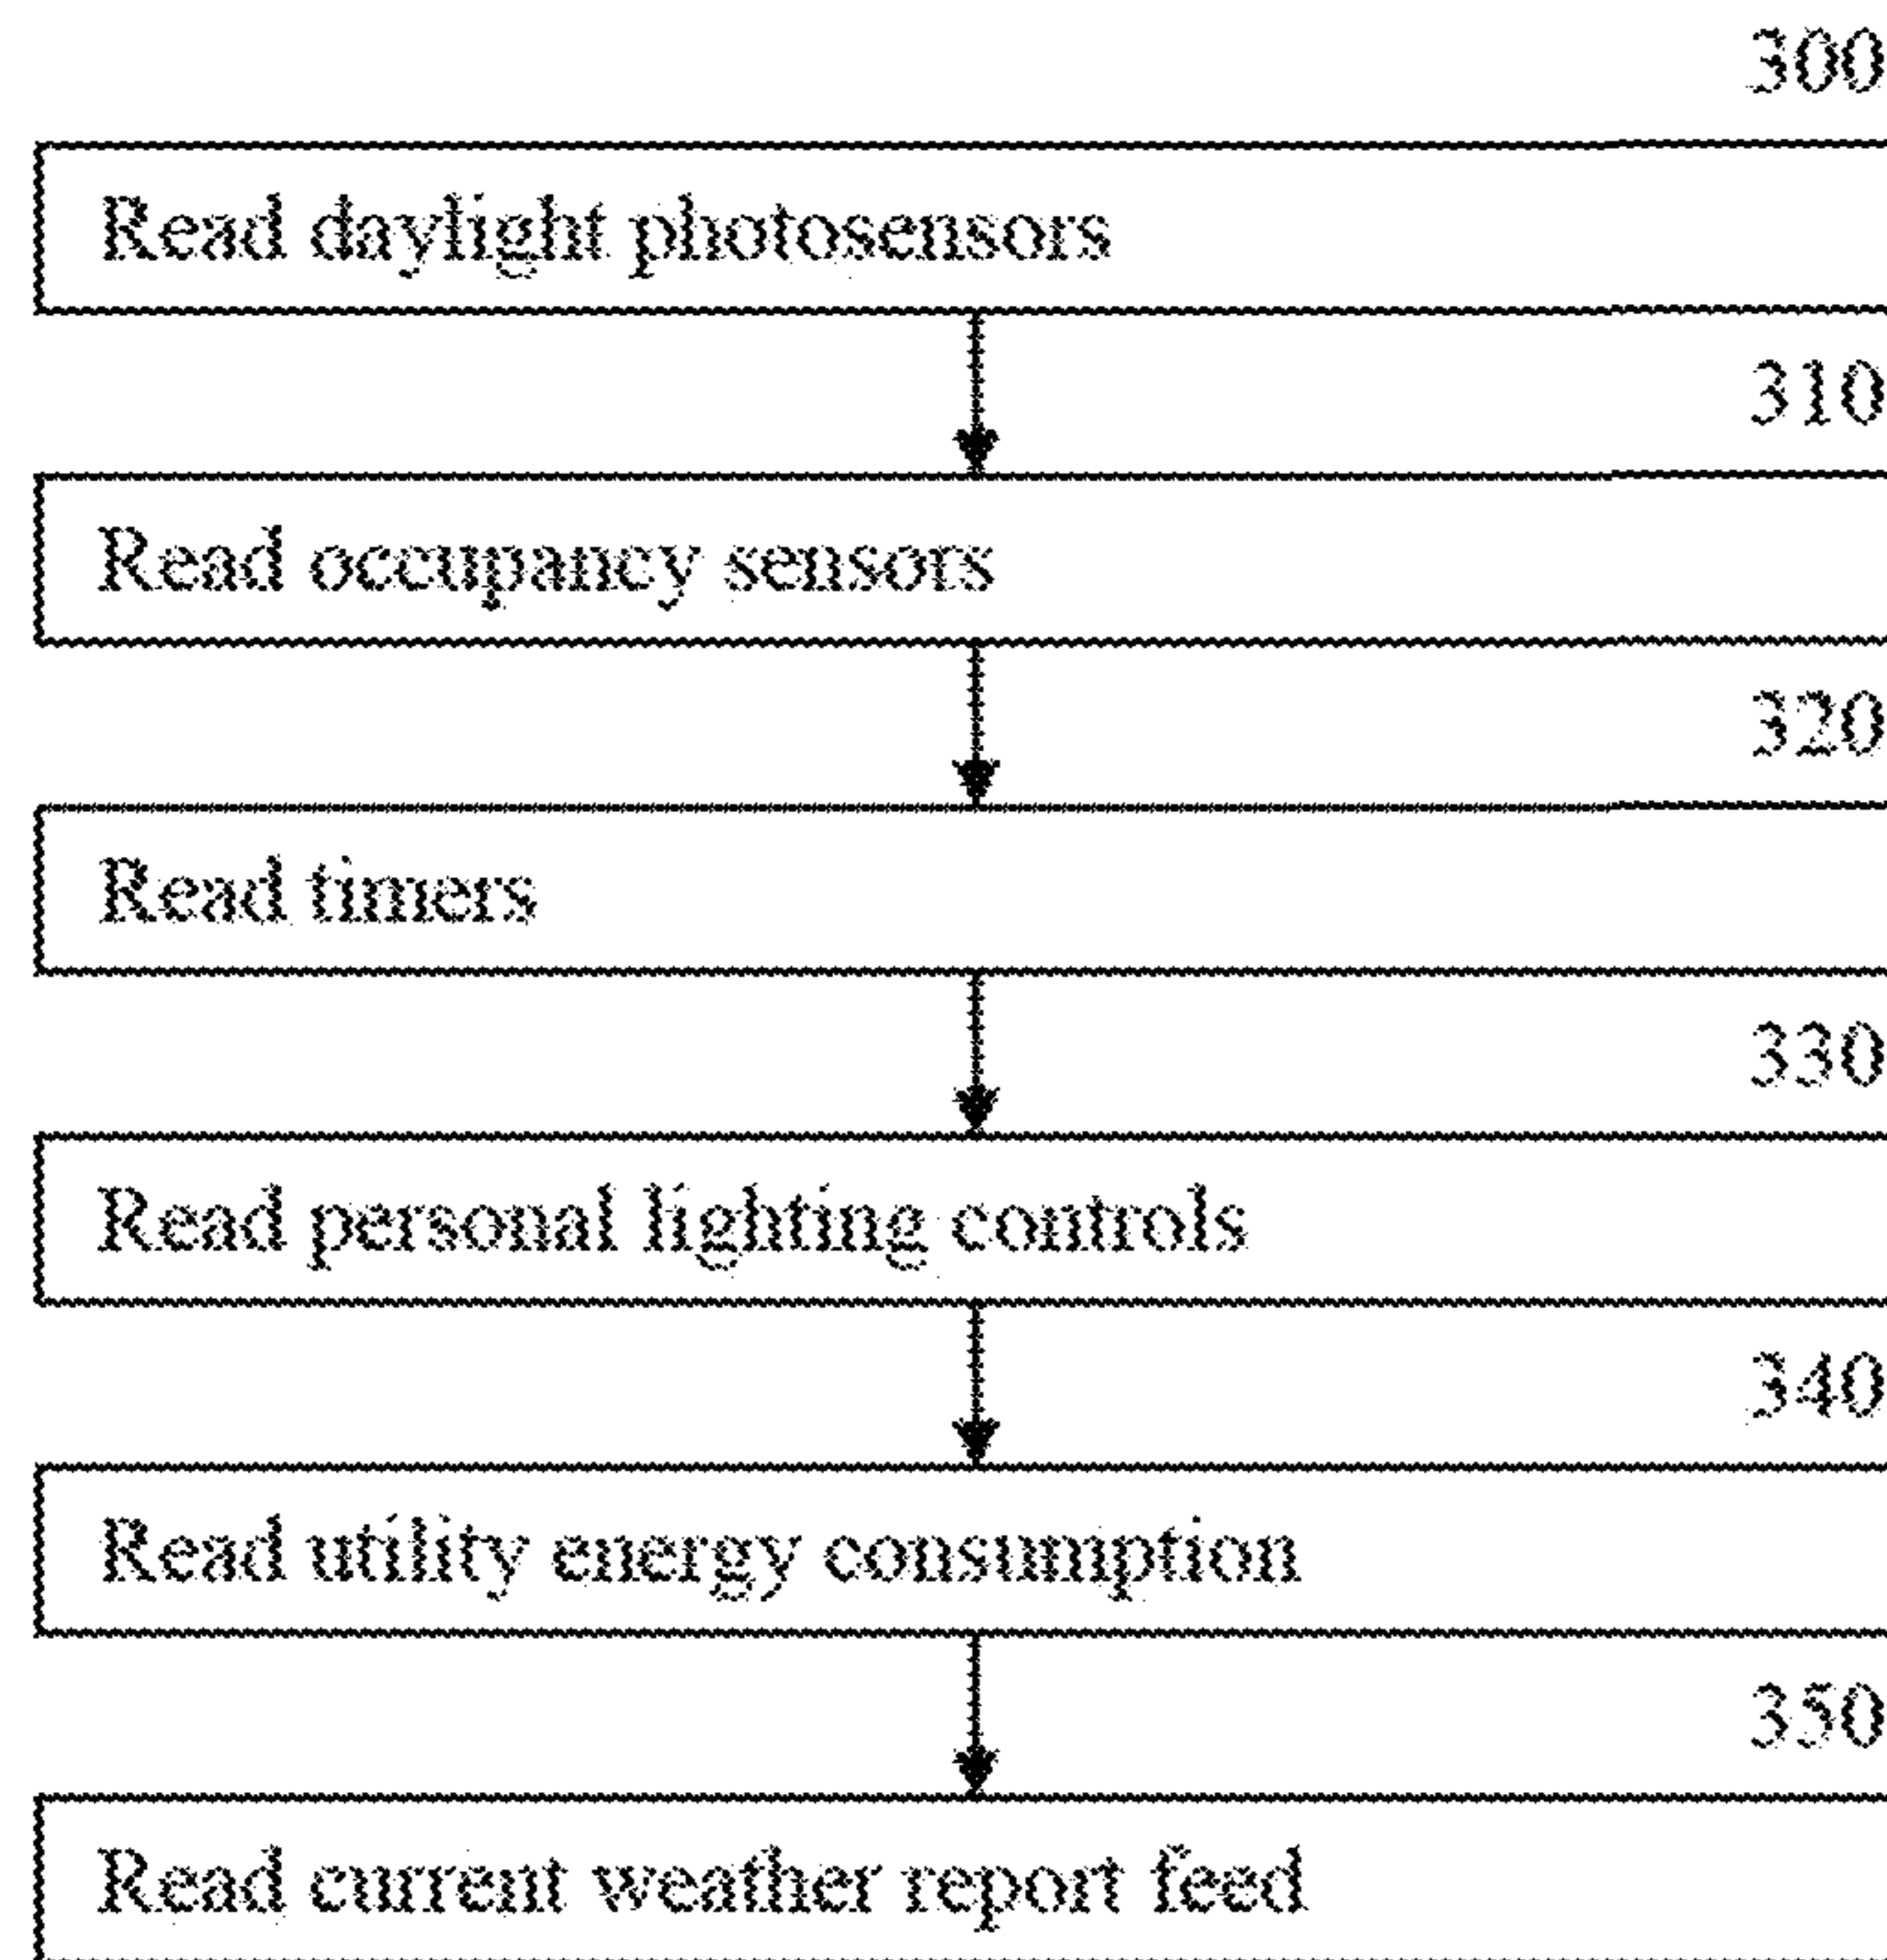 300
Read daylight photosensors
310
Read occupancy sensors
320
Read timers
330
Read personal lighting controls
340
Read utility energy consumption
350
Read current weather report feed